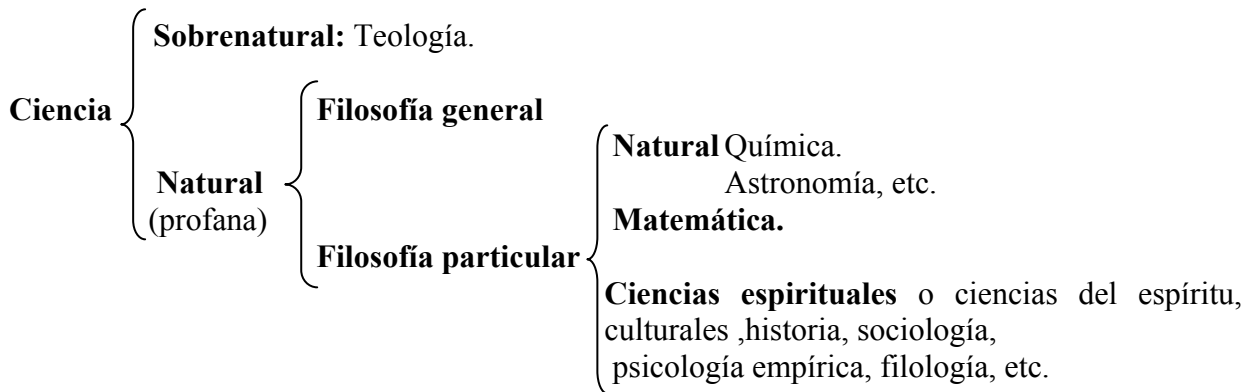 Sobrenatural: Teología.
Ciencia
Filosofía general
Natural Química.
Astronomía, etc.
Natural
(profana)
Matemática.
Filosofía particular
Ciencias espirituales o ciencias del espíritu,
culturales ,historia, sociología,
psicología empírica, filología, etc.